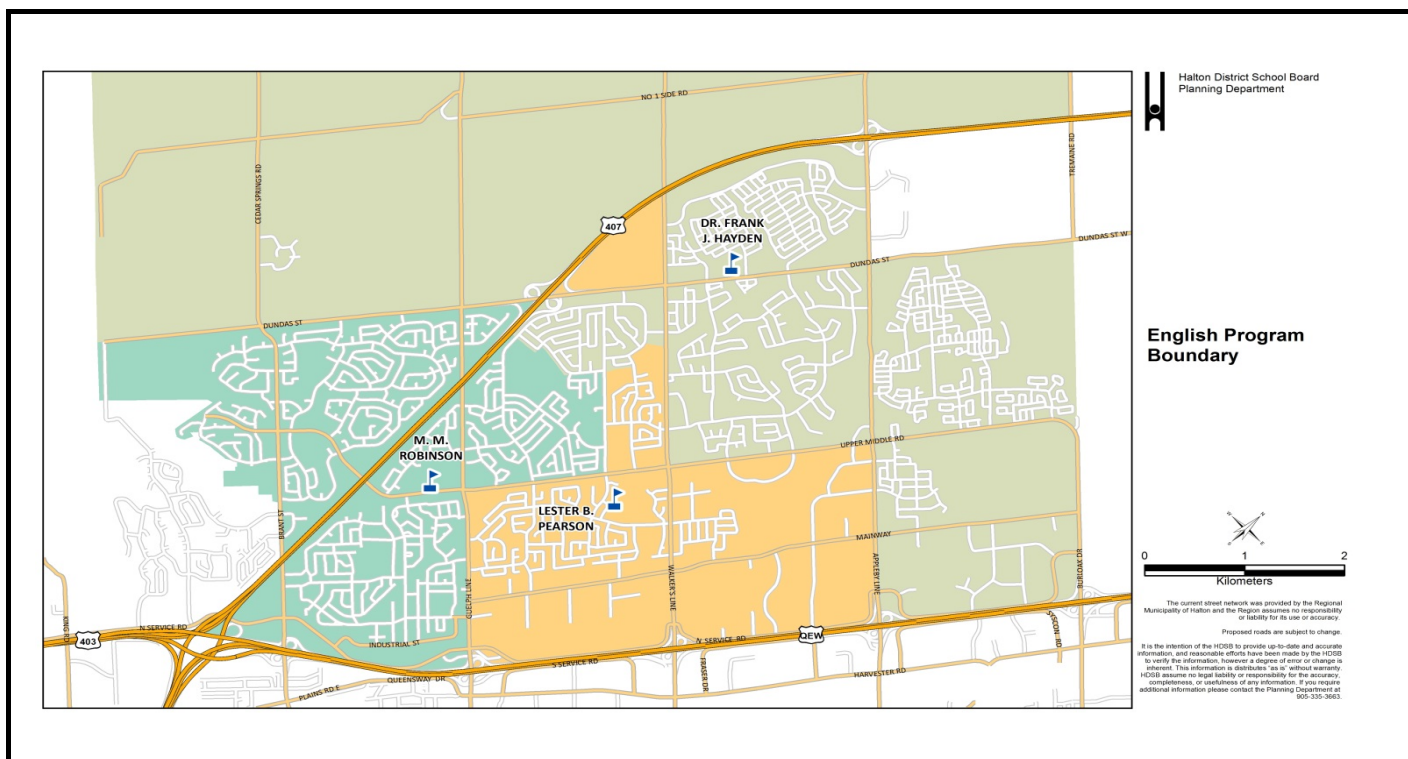 Halton District School Board
Planning Department
NO 1 SIDE RD
CEDAR SPRINGS RD
TREMAINE RD
407
DR. FRANK
J. HAYDEN
DUNDAS ST W
DUNDAS ST
DUNDAS ST
English Program
Boundary
M. M.
ROBINSON
UPPER MIDDLE RD
LESTER B.
PEARSON
BRANT ST
MAINWAY
GUELPH LINE
WALKER'S LINE
APPLEBY LINE
BURLOAK DR
0 1 2
Kilometers
KING RD
N SERVICE RD
403
INDUSTRIAL ST
N SERVICE RD
QEW
SYSCON RD
S SERVICE RD
QUEENSWAY DR
FRASER DR
HARVESTER RD
PLAINS RD E
The current street network was provided by the Regional
Municipality of Halton and the Region assumes no responsibility
or liability for its use or accuracy.
Proposed roads are subject to change.
It is the intention of the HDSB to provide up-to-date and accurate
information, and reasonable efforts have been made by the HDSB
to verify the information, however a degree of error or change is
inherent. This information is distributes "as is" without warranty.
HDSB assume no legal liability or responsibility for the accuracy,
completeness, or usefulness of any information. If you require
additional information please contact the Planning Department at
905-335-3663.